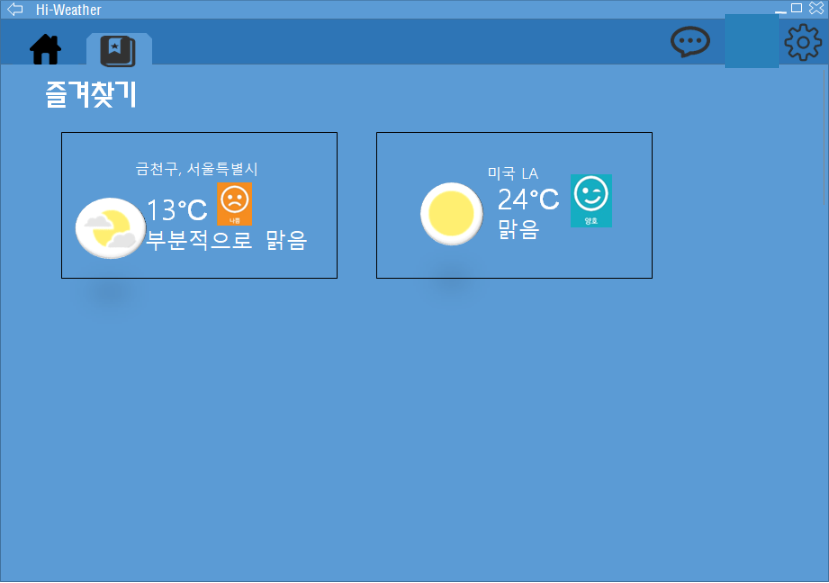 Hi-Weather
즐겨찾기
금천구, 서울특별시
13℃
나쁨
부분적으로 맑음
미국 LA
24℃
양호
맑음